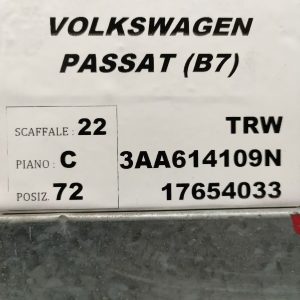 VOLKSWAGEN
PASSAT (B7)
SCAFFALE : 22
TRW
PIANO : C
3AA614109N
POSIZ. 72
17654033